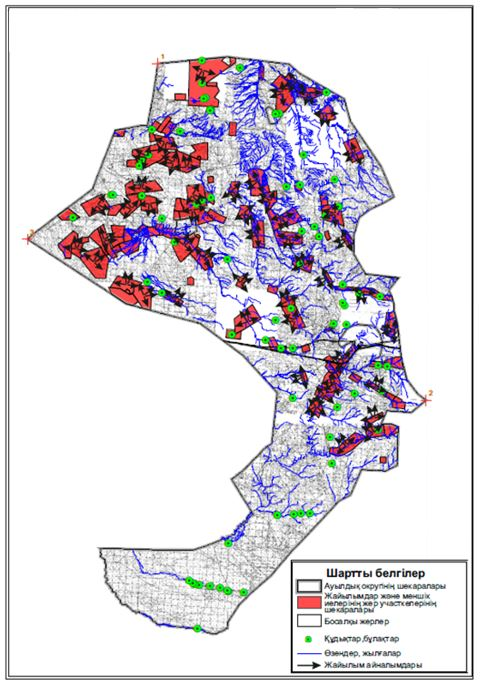 1
3
2
Шартты белгілер
Ауылдық округінің шекаралары
Жайылымдар және меншік
иелерінің жер учаскелерінің
шекаралары
Босалқы жерлер
Құдықтар,бұлақтар
Өзендер, жылғалар
Жайылым айналымдары